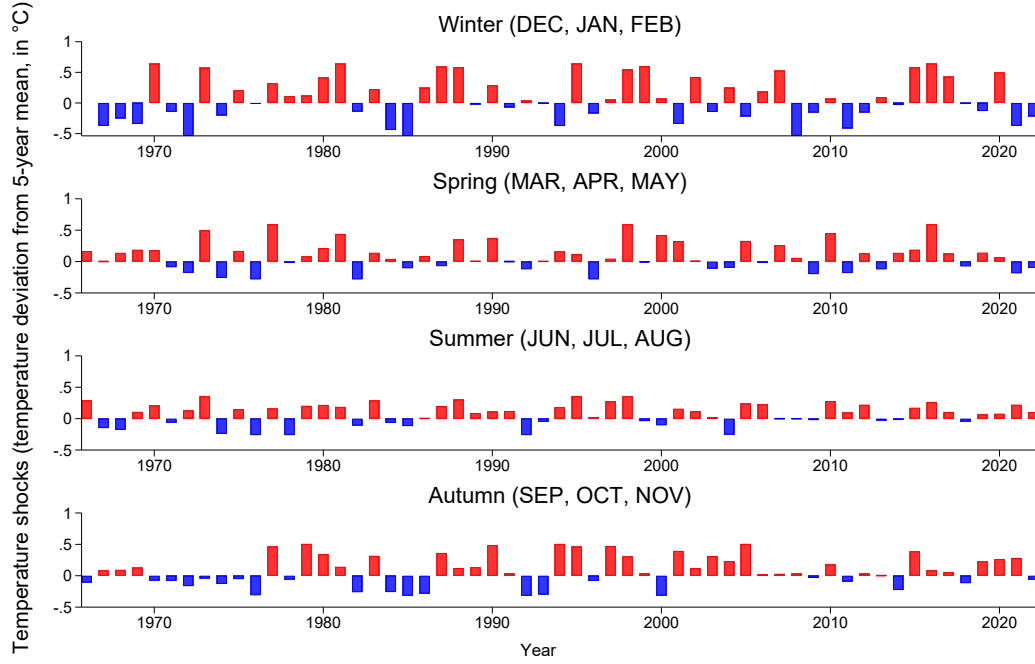 Temperature shocks (temperature deviation from 5-year mean, in °C)
Winter (DEC, JAN, FEB)
1
.5
0
-.5
1970 1980 1990 2000 2010 2020
Spring (MAR, APR, MAY)
1
.5
0
-.5
1970 1980 1990 2000 2010 2020
Summer (JUN, JUL, AUG)
1
.5
0
-.5
1970 1980 1990 2000 2010 2020
Autumn (SEP, OCT, NOV)
1
.5
0
-.5
1970 1980 1990 2000 2010 2020
Year